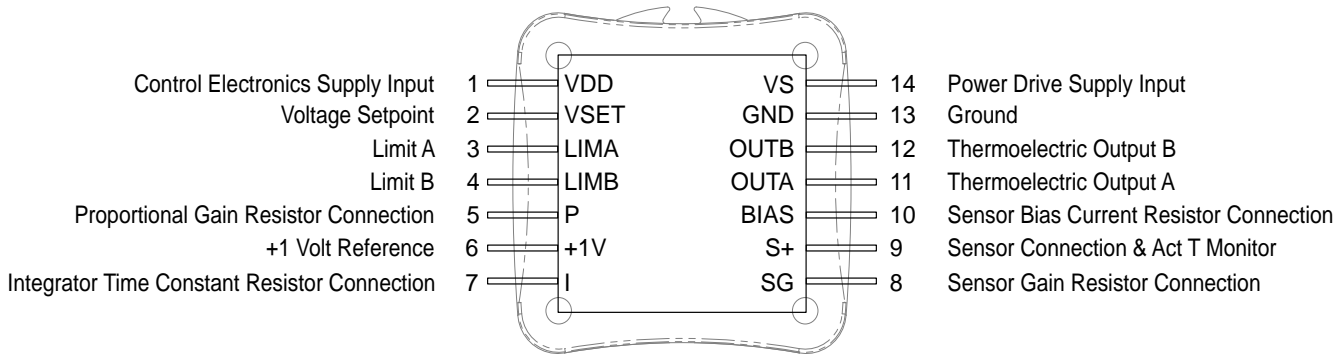 Control Electronics Supply Input 1 VDD VS 14 Power Drive Supply Input
Voltage Setpoint 2 VSET GND 13 Ground
Limit A 3 LIMA OUTB 12 Thermoelectric Output B
Limit B 4 LIMB OUTA 11 Thermoelectric Output A
Proportional Gain Resistor Connection 5 P BIAS 10 Sensor Bias Current Resistor Connection
+1 Volt Reference 6 +1V S+ 9 Sensor Connection & Act T Monitor
Integrator Time Constant Resistor Connection 7 I SG 8 Sensor Gain Resistor Connection